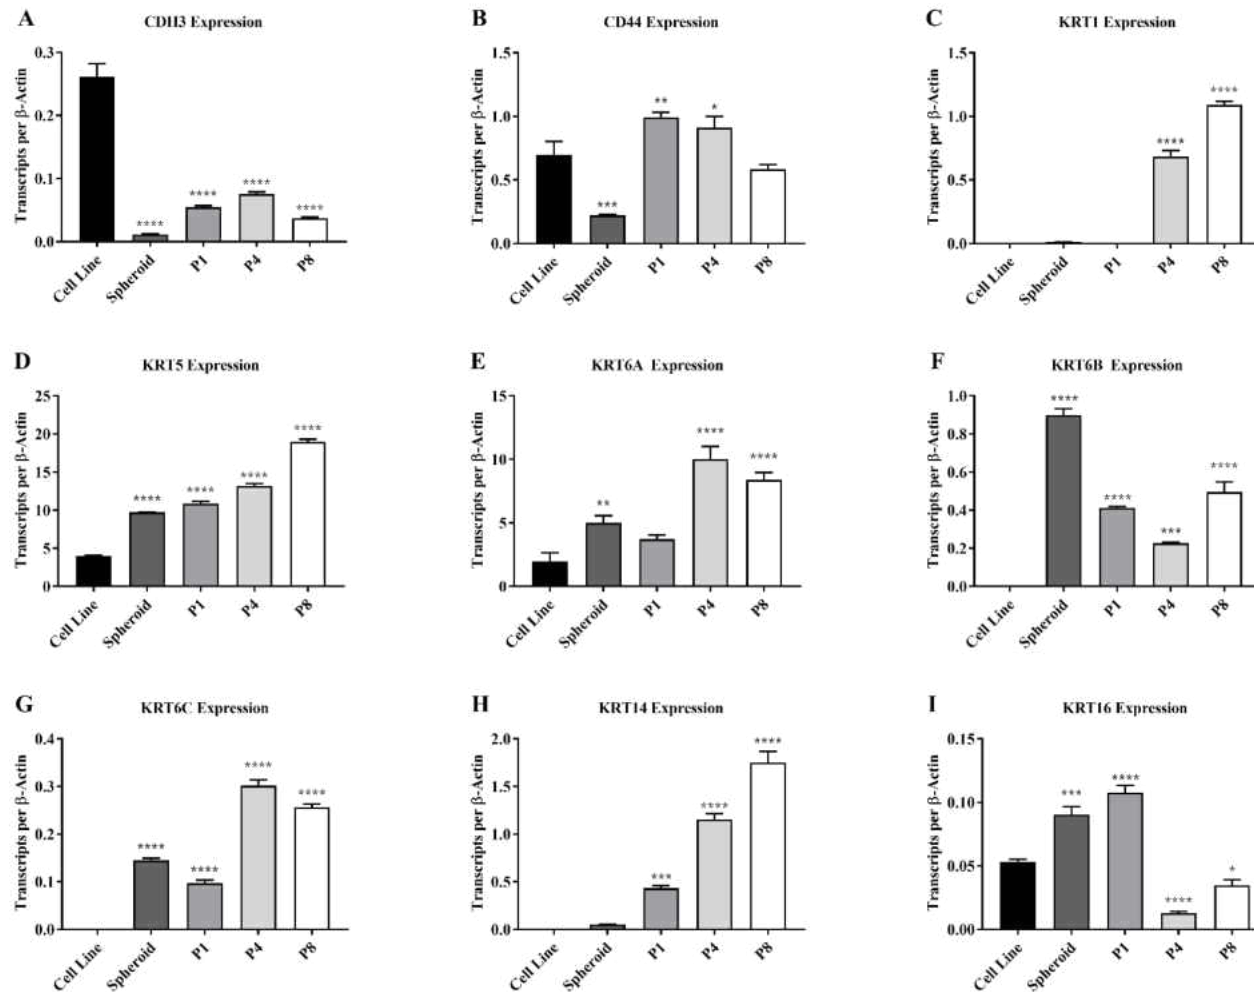 A
CDH3 Expression
Transcripts per β-Actin
0.3
0.2
0.1
0.0
****
****
****
****
Cell Line
Spheroid
P1
P4
P8
B
CD44 Expression
Transcripts per β-Actin
1.5
1.0
0.5
0.0
***
**
*
Cell Line
Spheroid
P1
P4
P8
C
KRT1 Expression
Transcripts per β-Actin
1.5
1.0
0.5
0.0
****
****
Cell Line
Spheroid
P1
P4
P8
D
KRT5 Expression
Transcripts per β-Actin
25
20
15
10
5
0
****
****
****
****
Cell Line
Spheroid
P1
P4
P8
E
KRT6A Expression
Transcripts per β-Actin
15
10
5
0
**
****
****
Cell Line
Spheroid
P1
P4
P8
F
KRT6B Expression
Transcripts per β-Actin
1.0
0.8
0.6
0.4
0.2
0.0
****
****
***
****
Cell Line
Spheroid
P1
P4
P8
G
KRT6C Expression
Transcripts per β-Actin
0.4
0.3
0.2
0.1
0.0
****
****
****
****
Cell Line
Spheroid
P1
P4
P8
H
KRT14 Expression
Transcripts per β-Actin
2.0
1.5
1.0
0.5
0.0
***
****
****
Cell Line
Spheroid
P1
P4
P8
I
KRT16 Expression
Transcripts per β-Actin
0.15
0.10
0.05
0.00
***
****
****
*
Cell Line
Spheroid
P1
P4
P8